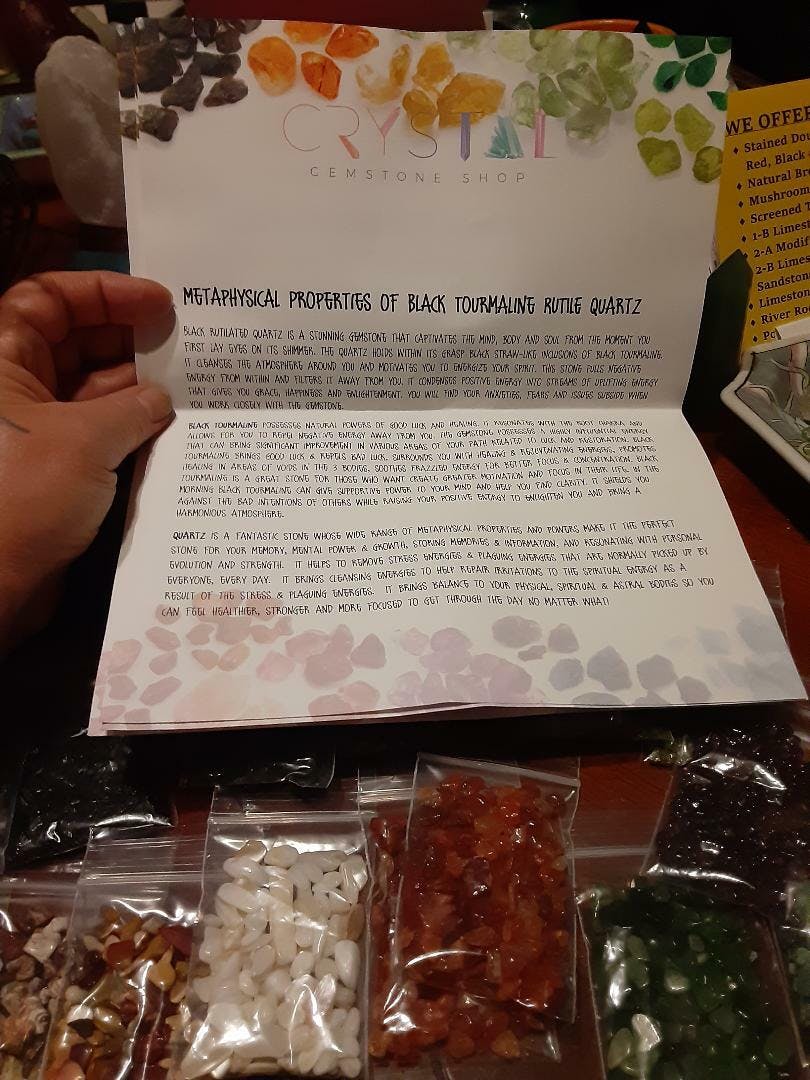 CRYSTAL
GEMSTONE SHOP
METAPHYSICAL PROPERTIES OF BLACK TOURMALINE RUTILE QUARTZ
BLACK RUTILATED QUARTZ IS A STUNNING GEMSTONE THAT CAPTIVATES THE MIND, BODY AND SOUL FROM THE MOMENT YOU
FIRST LAY EYES ON ITS SHIMMER. THE QUARTZ HOLDS WITHIN ITS GRASP BLACK STRAW-LIKE INCLUSIONS OF BLACK TOURMALINE.
IT CLEANSES THE ATMOSPHERE AROUND YOU AND MOTIVATES YOU TO ENERGIZE YOUR SPIRIT. THIS STONE PULLS NEGATIVE
ENERGY FROM WITHIN AND FILTERS IT AWAY FROM YOU. IT CONDENSES POSITIVE ENERGY INTO STREAMS OF UPLIFTING ENERGY
THAT GIVES YOU GRACE, HAPPINESS AND ENLIGHTENMENT. YOU WILL FIND YOUR ANXIETIES, FEARS AND ISSUES SUBSIDE WHEN
YOU WORK CLOSELY WITH THE GEMSTONE.
BLACK TOURMALINE POSSESSES NATURAL POWERS OF GOOD LUCK AND HEALING. IT RESONATES WITH THE ROOT CHAKRA AND
ALLOWS FOR YOU TO REPEL NEGATIVE ENERGY AWAY FROM YOU. THE GEMSTONE POSSESSES A HIGHLY INFLUENTIAL ENERGY
THAT CAN BRING SIGNIFICANT IMPROVEMENT IN VARIOUS AREAS OF YOUR PATH RELATED TO LUCK AND RESTORATION. BLACK
TOURMALINE BRINGS GOOD LUCK & REPELS BAD LUCK, SURROUNDS YOU WITH HEALING & REJUVENATING ENERGIES, PROMOTES
HEALING IN AREAS OF VOIDS IN THE 3 BODIES, SOOTHES FRAZZLED ENERGY FOR BETTER FOCUS & CONCENTRATION. BLACK
TOURMALINE IS A GREAT STONE FOR THOSE WHO WANT CREATE GREATER MOTIVATION AND FOCUS IN THEIR LIFE. IN THE
MORNING BLACK TOURMALINE CAN GIVE SUPPORTIVE POWER TO YOUR MIND AND HELP YOU FIND CLARITY. IT SHIELDS YOU
AGAINST THE BAD INTENTIONS OF OTHERS WHILE RAISING YOUR POSITIVE ENERGY TO ENLIGHTEN YOU AND BRING A
HARMONIOUS ATMOSPHERE.
QUARTZ IS A FANTASTIC STONE WHOSE WIDE RANGE OF METAPHYSICAL PROPERTIES AND POWERS MAKE IT THE PERFECT
STONE FOR YOUR MEMORY, MENTAL POWER & GROWTH, STORING MEMORIES & INFORMATION, AND RESONATING WITH PERSONAL
EVOLUTION AND STRENGTH. IT HELPS TO REMOVE STRESS ENERGIES & PLAGUING ENERGIES THAT ARE NORMALLY PICKED UP BY
EVERYONE, EVERY DAY. IT BRINGS CLEANSING ENERGIES TO HELP REPAIR IRRITATIONS TO THE SPIRITUAL ENERGY AS A
RESULT OF THE STRESS & PLAGUING ENERGIES. IT BRINGS BALANCE TO YOUR PHYSICAL, SPIRITUAL & ASTRAL BODIES SO YOU
CAN FEEL HEALTHIER, STRONGER AND MORE FOCUSED TO GET THROUGH THE DAY NO MATTER WHAT!
WE OFFER
Stained Dou
Red, Black
Natural Br
Mushroom
Screened T
1-B Limest
2-A Modif
2-B Limes
Sandston
Limeston
River Ro